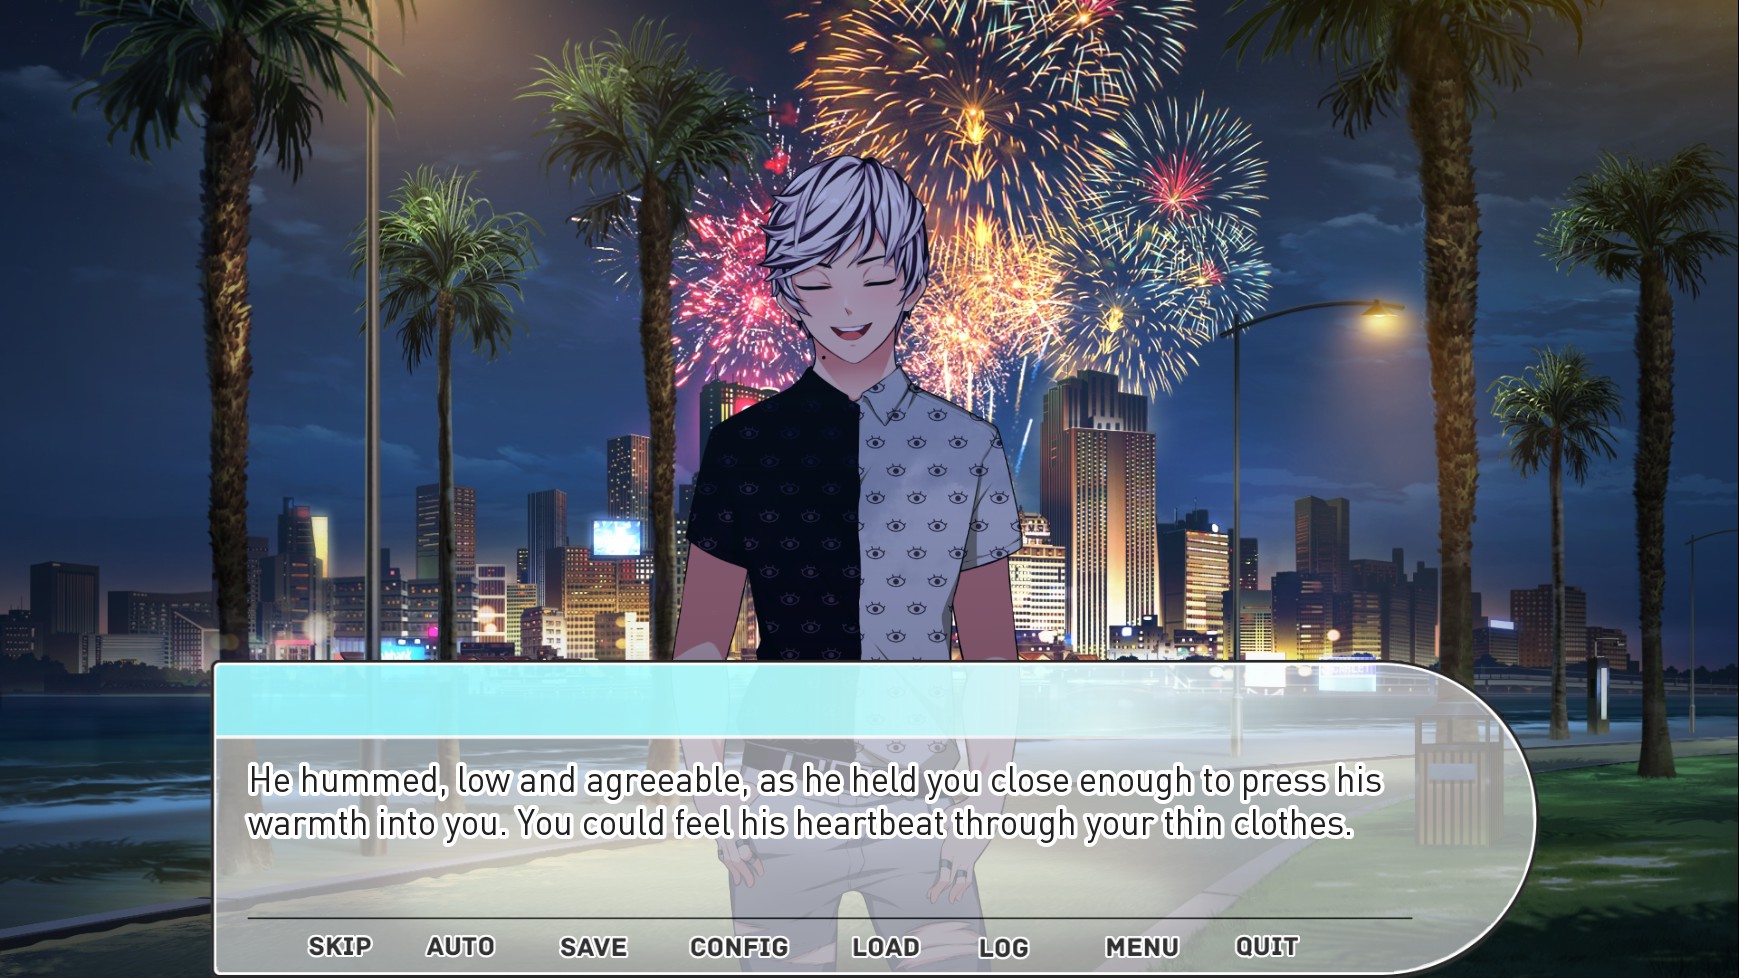 He hummed, low and agreeable, as he held you close enough to press his
warmth into you. You could feel his heartbeat through your thin clothes.
SKIP AUTO SAVE CONFIG LOAD LOG MENU QUIT